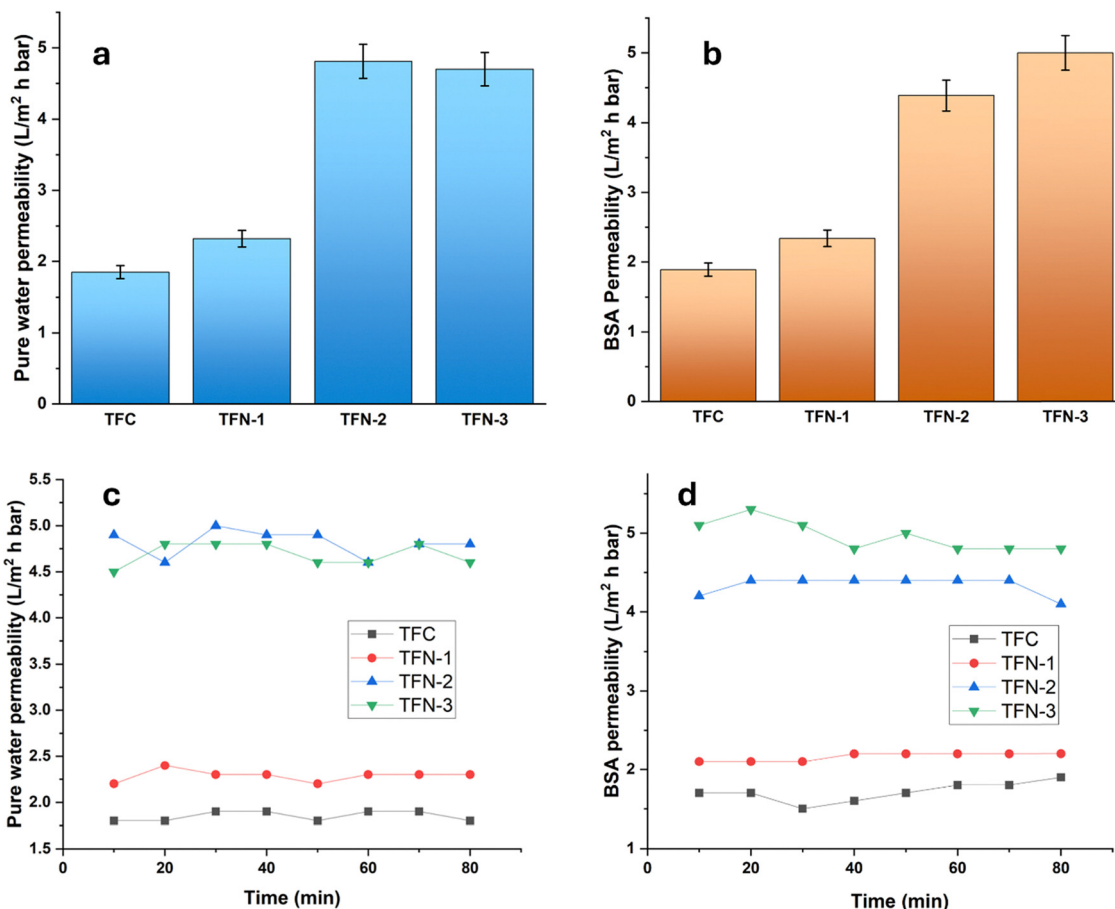 a
Pure water permeability (L/m² h bar)
5
4
3
2
1
0
TFC TFN-1 TFN-2 TFN-3
b
BSA Permeability (L/m² h bar)
5
4
3
2
1
0
TFC TFN-1 TFN-2 TFN-3
c
Pure water permeability (L/m² h bar)
5.5
5.0
4.5
4.0
3.5
3.0
2.5
2.0
1.5
TFC
TFN-1
TFN-2
TFN-3
0 20 40 60 80
Time (min)
d
BSA permeability (L/m² h bar)
5
4
3
2
1
TFC
TFN-1
TFN-2
TFN-3
0 20 40 60 80
Time (min)